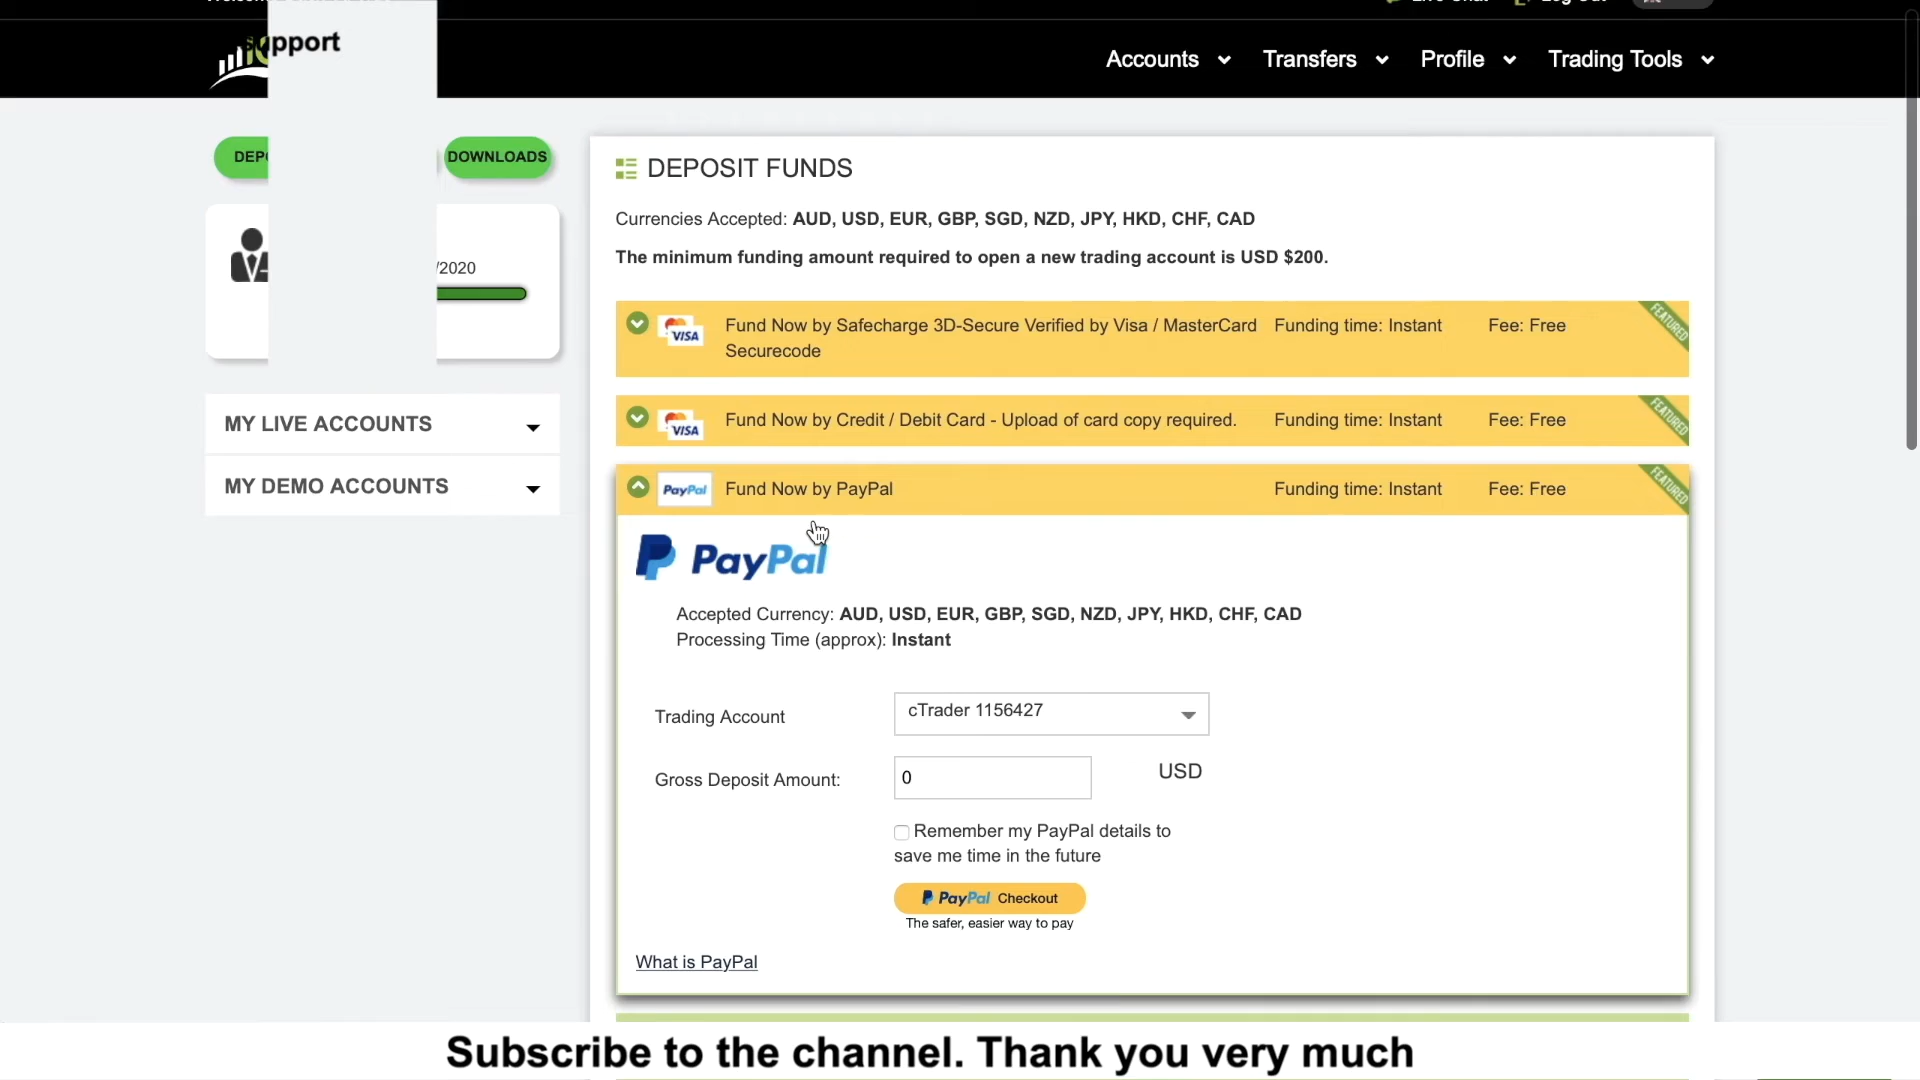 support
Accounts
Transfers
Profile
Trading Tools
DOWNLOADS
/2020
MY LIVE ACCOUNTS
MY DEMO ACCOUNTS
DEPOSIT FUNDS
Currencies Accepted: AUD, USD, EUR, GBP, SGD, NZD, JPY, HKD, CHF, CAD
The minimum funding amount required to open a new trading account is USD $200.
VISA
Fund Now by Safecharge 3D-Secure Verified by Visa / MasterCard
Securecode
Funding time: Instant
Fee: Free
FEATURED
VISA
Fund Now by Credit / Debit Card - Upload of card copy required.
Funding time: Instant
Fee: Free
FEATURED
PayPal
Fund Now by PayPal
Funding time: Instant
Fee: Free
FEATURED
PayPal
Accepted Currency: AUD, USD, EUR, GBP, SGD, NZD, JPY, HKD, CHF, CAD
Processing Time (approx): Instant
Trading Account
cTrader 1156427
Gross Deposit Amount:
0
USD
Remember my PayPal details to
save me time in the future
PayPal Checkout
The safer, easier way to pay
What is PayPal
Subscribe to the channel. Thank you very much